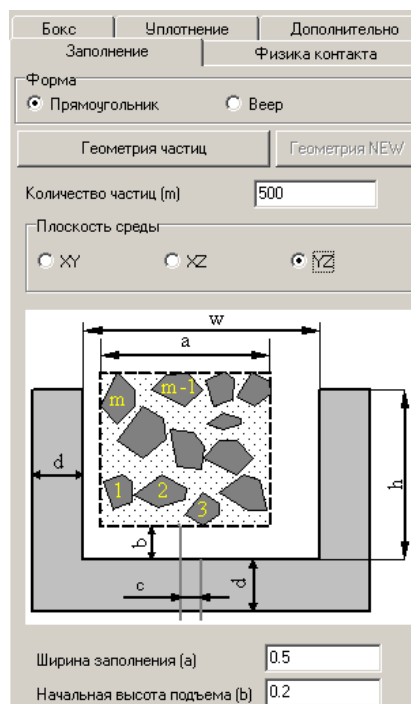 Бокс Уплотнение Дополнительно
Заполнение Физика контакта
Форма
Прямоугольник Веер
Геометрия частиц Геометрия NEW
Количество частиц (m) 500
Плоскость среды
XY XZ YZ
w
a
m m-1
d h
1 2 3
b
c d
Ширина заполнения (a) 0.5
Начальная высота подъема (b) 0.2